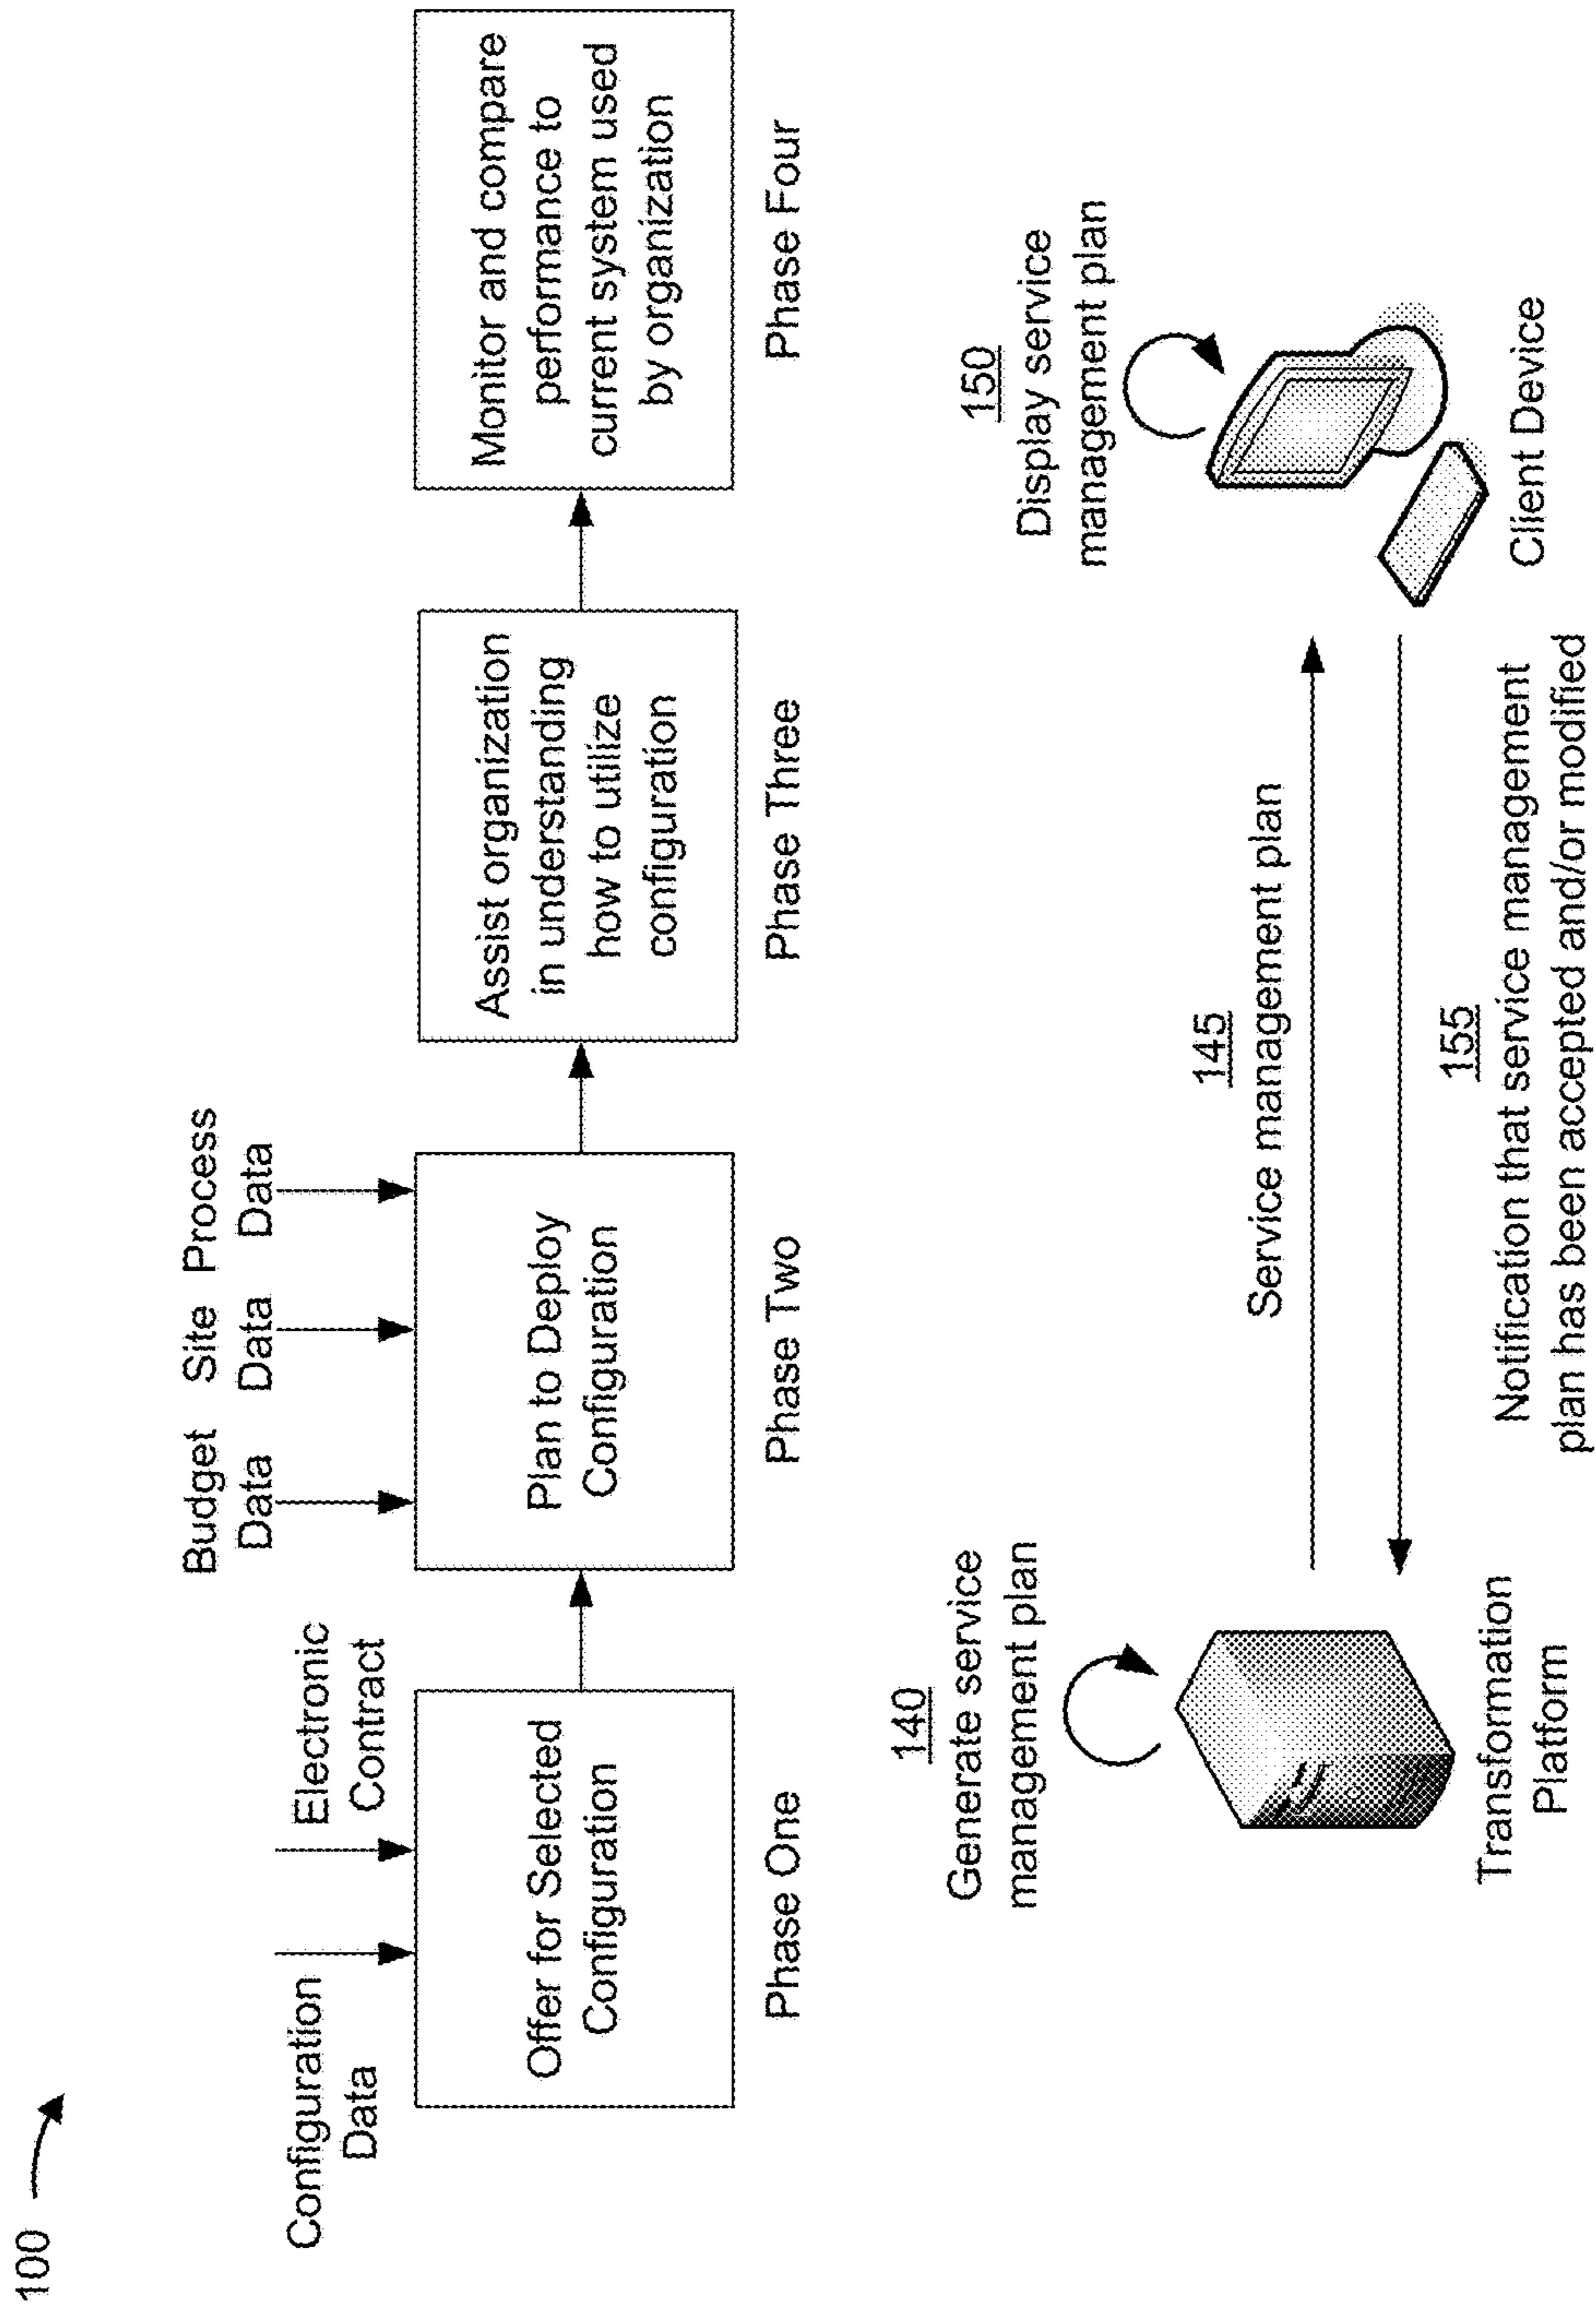 100
Configuration
Data
Electronic
Contract
Budget
Data
Site
Data
Process
Data
Offer for Selected
Configuration
Plan to Deploy
Configuration
Assist organization
in understanding
how to utilize
configuration
Monitor and compare
performance to
current system used
by organization
Phase One
Phase Two
Phase Three
Phase Four
140
Generate service
management plan
Transformation
Platform
145
Service management plan
155
Notification that service management
plan has been accepted and/or modified
150
Display service
management plan
Client Device